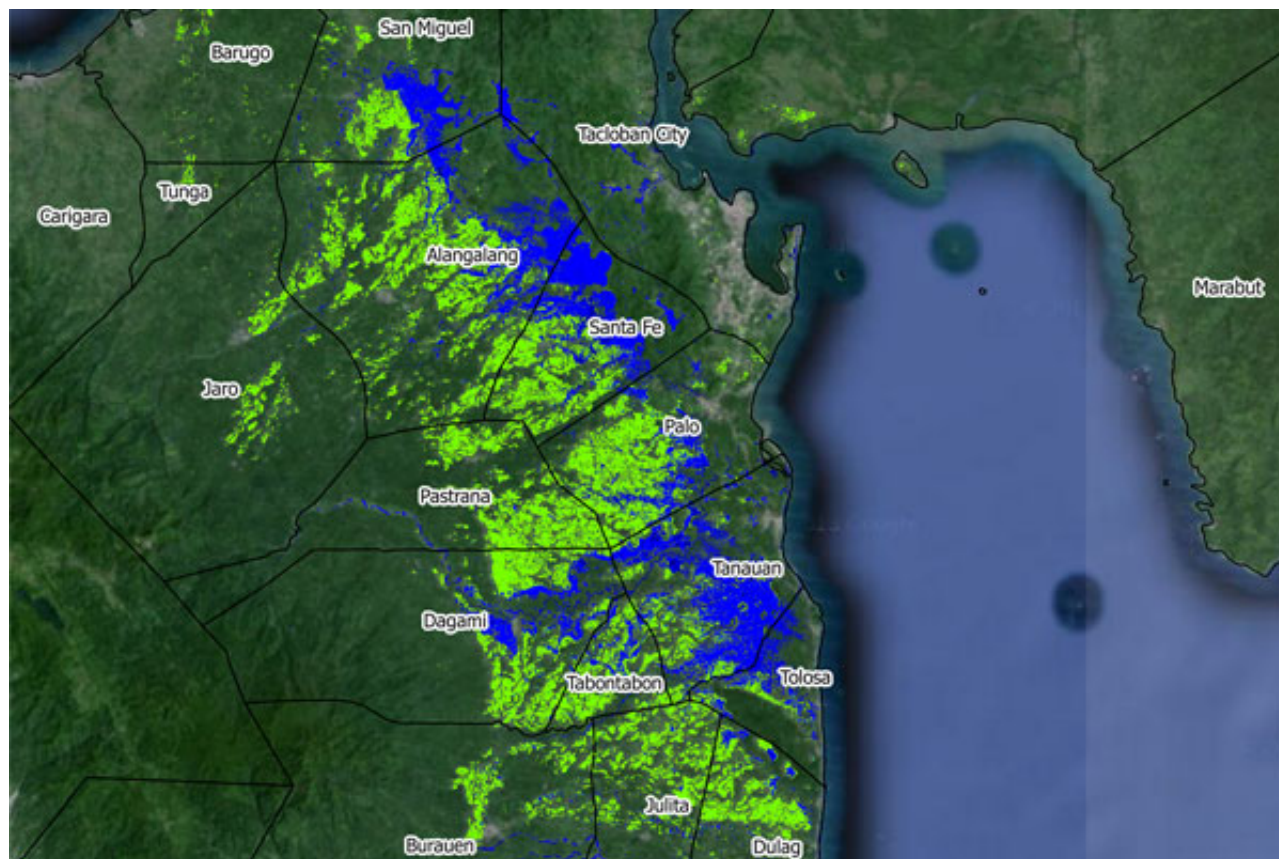 San Miguel
Barugo
Tacloban City
Tunga
Carigara
Alangalang
Marabut
Santa Fe
Jaro
Palo
Pastrana
Tanauan
Dagami
Tolosa
Tabontabon
Julita
Burauen
Dulag